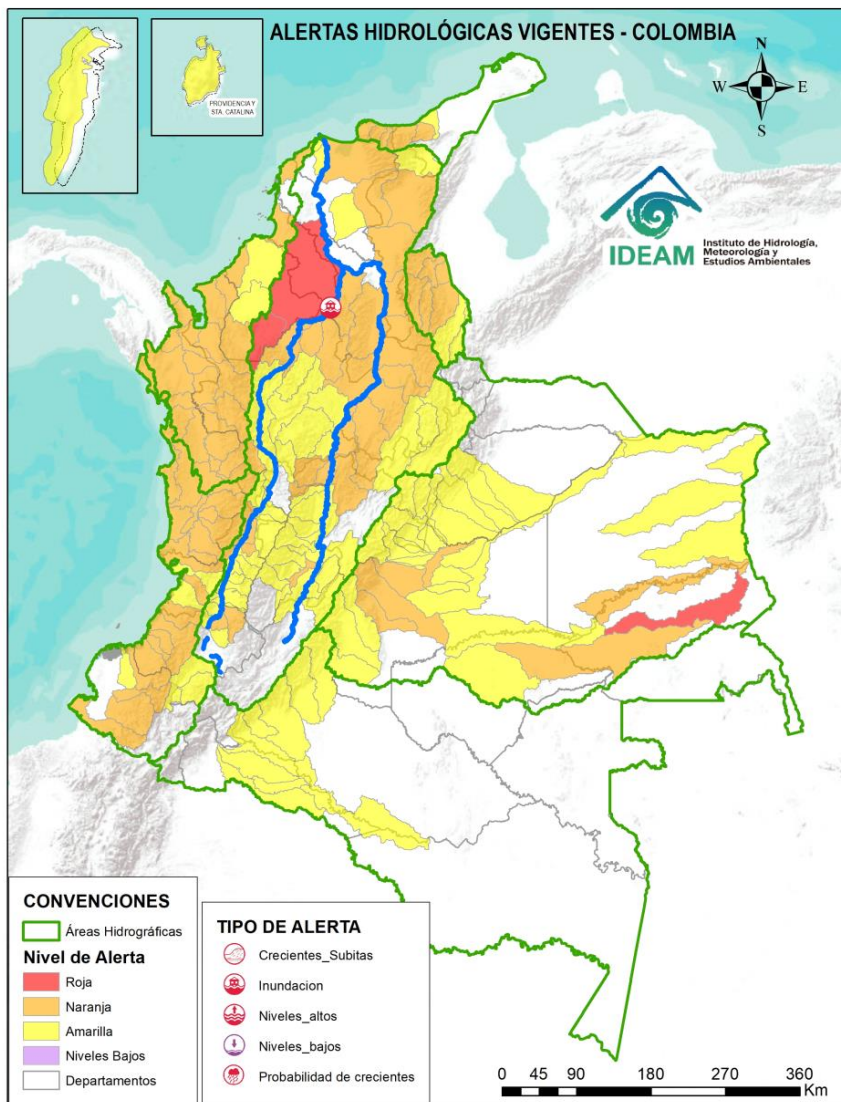 ALERTAS HIDROLÓGICAS VIGENTES - COLOMBIA
PROVIDENCIA Y
STA. CATALINA
N
W
E
S
IDEAM
Instituto de Hidrología,
Meteorología y
Estudios Ambientales
CONVENCIONES
Áreas Hidrográficas
Nivel de Alerta
Roja
Naranja
Amarilla
Niveles Bajos
Departamentos
TIPO DE ALERTA
Crecientes_Subitas
Inundacion
Niveles_altos
Niveles_bajos
Probabilidad de crecientes
0 45 90 180 270 360
Km